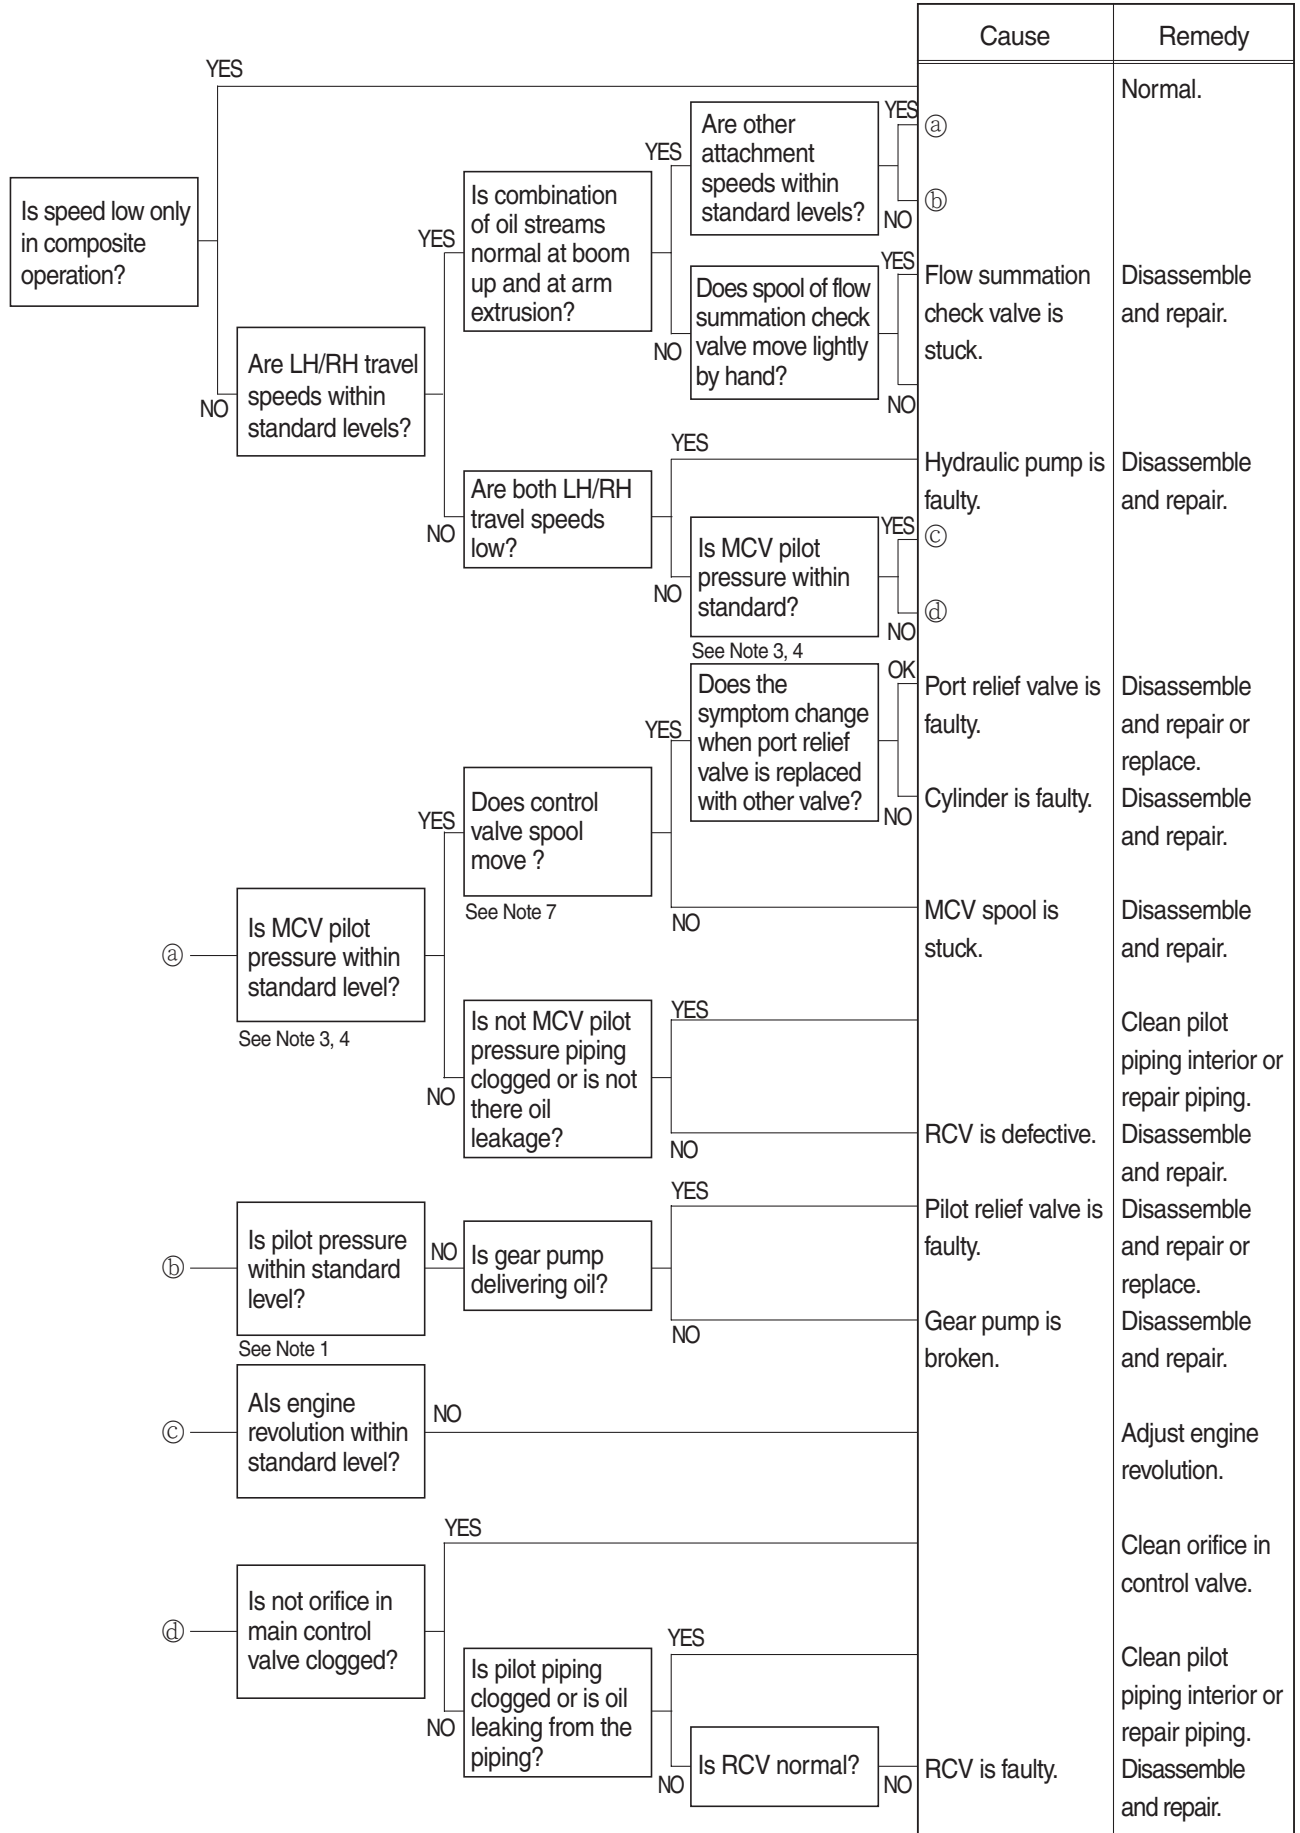 Cause
Remedy
YES
Normal.
Is speed low only
in composite
operation?
NO
Are LH/RH travel
speeds within
standard levels?
YES
Is combination
of oil streams
normal at boom
up and at arm
extrusion?
YES
Are other
attachment
speeds within
standard levels?
YES
ⓐ
NO
ⓑ
NO
Does spool of flow
summation check
valve move lightly
by hand?
YES
Flow summation
check valve is
stuck.
Disassemble
and repair.
NO
NO
Are both LH/RH
travel speeds
low?
YES
Hydraulic pump is
faulty.
Disassemble
and repair.
NO
Is MCV pilot
pressure within
standard?
See Note 3, 4
YES
ⓒ
NO
ⓓ
ⓐ
Is MCV pilot
pressure within
standard level?
See Note 3, 4
YES
Does control
valve spool
move ?
See Note 7
YES
Does the
symptom change
when port relief
valve is replaced
with other valve?
OK
Port relief valve is
faulty.
Disassemble
and repair or
replace.
NO
Cylinder is faulty.
Disassemble
and repair.
NO
MCV spool is
stuck.
Disassemble
and repair.
NO
Is not MCV pilot
pressure piping
clogged or is not
there oil
leakage?
YES
Clean pilot
piping interior or
repair piping.
NO
RCV is defective.
Disassemble
and repair.
ⓑ
Is pilot pressure
within standard
level?
See Note 1
NO
Is gear pump
delivering oil?
YES
Pilot relief valve is
faulty.
Disassemble
and repair or
replace.
NO
Gear pump is
broken.
Disassemble
and repair.
ⓒ
AIs engine
revolution within
standard level?
NO
Adjust engine
revolution.
ⓓ
Is not orifice in
main control
valve clogged?
YES
Clean orifice in
control valve.
NO
Is pilot piping
clogged or is oil
leaking from the
piping?
YES
Clean pilot
piping interior or
repair piping.
NO
Is RCV normal?
NO
RCV is faulty.
Disassemble
and repair.